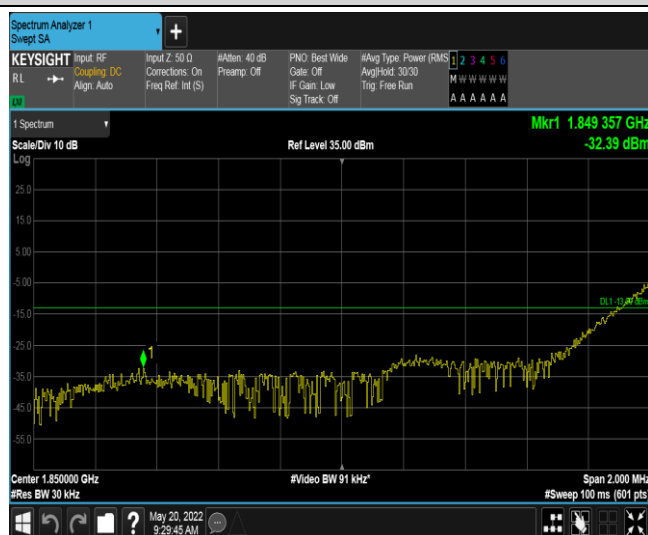 Spectrum Analyzer 1
Swept SA
+
KEYSIGHT Input: RF Input Z: 50 Ω #Atten: 40 dB PNO: Best Wide #Avg Type: Power (RMS 1 2 3 4 5 6
RL Coupling: DC Corrections: On Preamp: Off Gate: Off Avg|Hold: 30/30 M W W W W W
Align: Auto Freq Ref: Int (S) IF Gain: Low Trig: Free Run
Sig Track: Off A A A A A A
LXI
1 Spectrum
Mkr1 1.849 357 GHz
Scale/Div 10 dB Ref Level 35.00 dBm -32.39 dBm
Log
25.0
15.0
5.00
-5.00
DL1 -13.00 dBm
-15.0
-25.0
1
-35.0
-45.0
-55.0
Center 1.850000 GHz #Video BW 91 kHz* Span 2.000 MHz
#Res BW 30 kHz #Sweep 100 ms (601 pts)
? May 20, 2022
9:29:45 AM